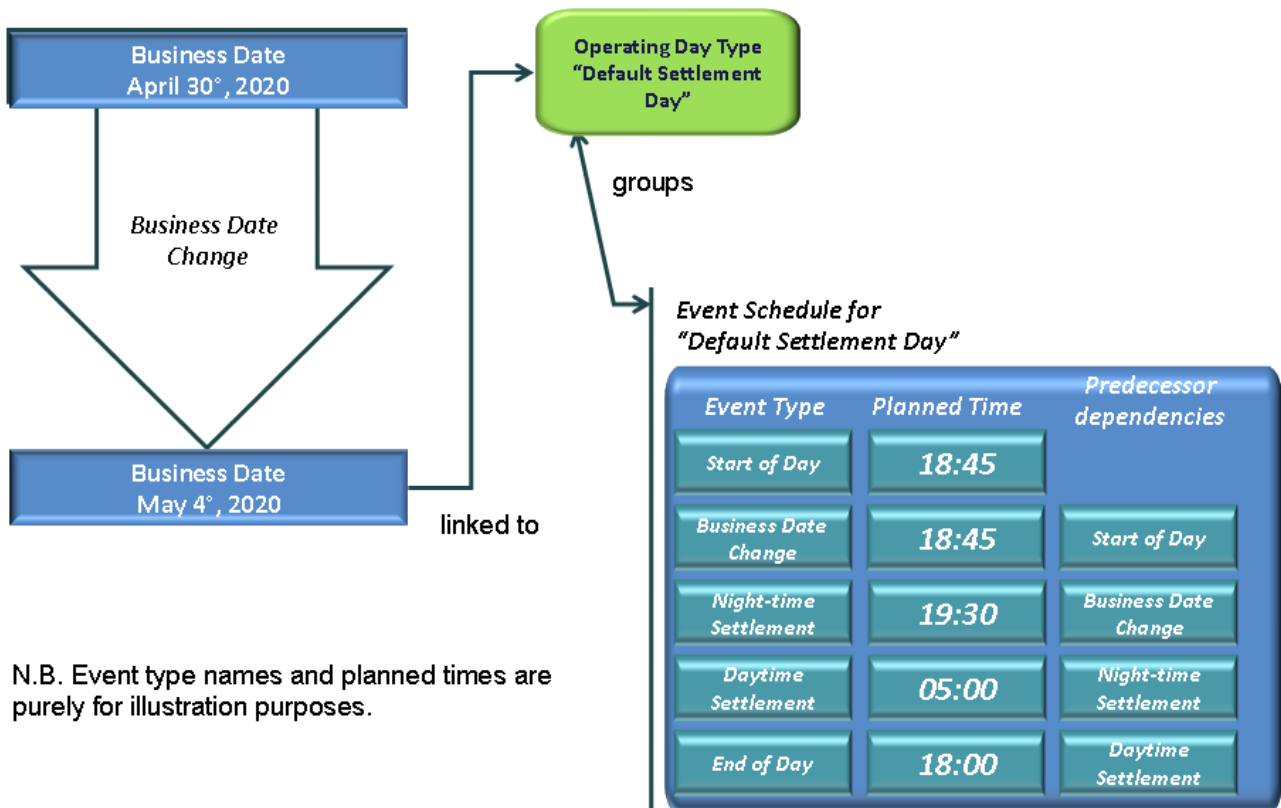 Business Date
April 30°, 2020
Operating Day Type
“Default Settlement
Day”
groups
Business Date
Change
Business Date
May 4°, 2020
linked to
Event Schedule for
“Default Settlement Day”
Event Type
Planned Time
Predecessor
dependencies
Start of Day
18:45
Business Date
Change
18:45
Start of Day
Night-time
Settlement
19:30
Business Date
Change
Daytime
Settlement
05:00
Night-time
Settlement
End of Day
18:00
Daytime
Settlement
N.B. Event type names and planned times are
purely for illustration purposes.